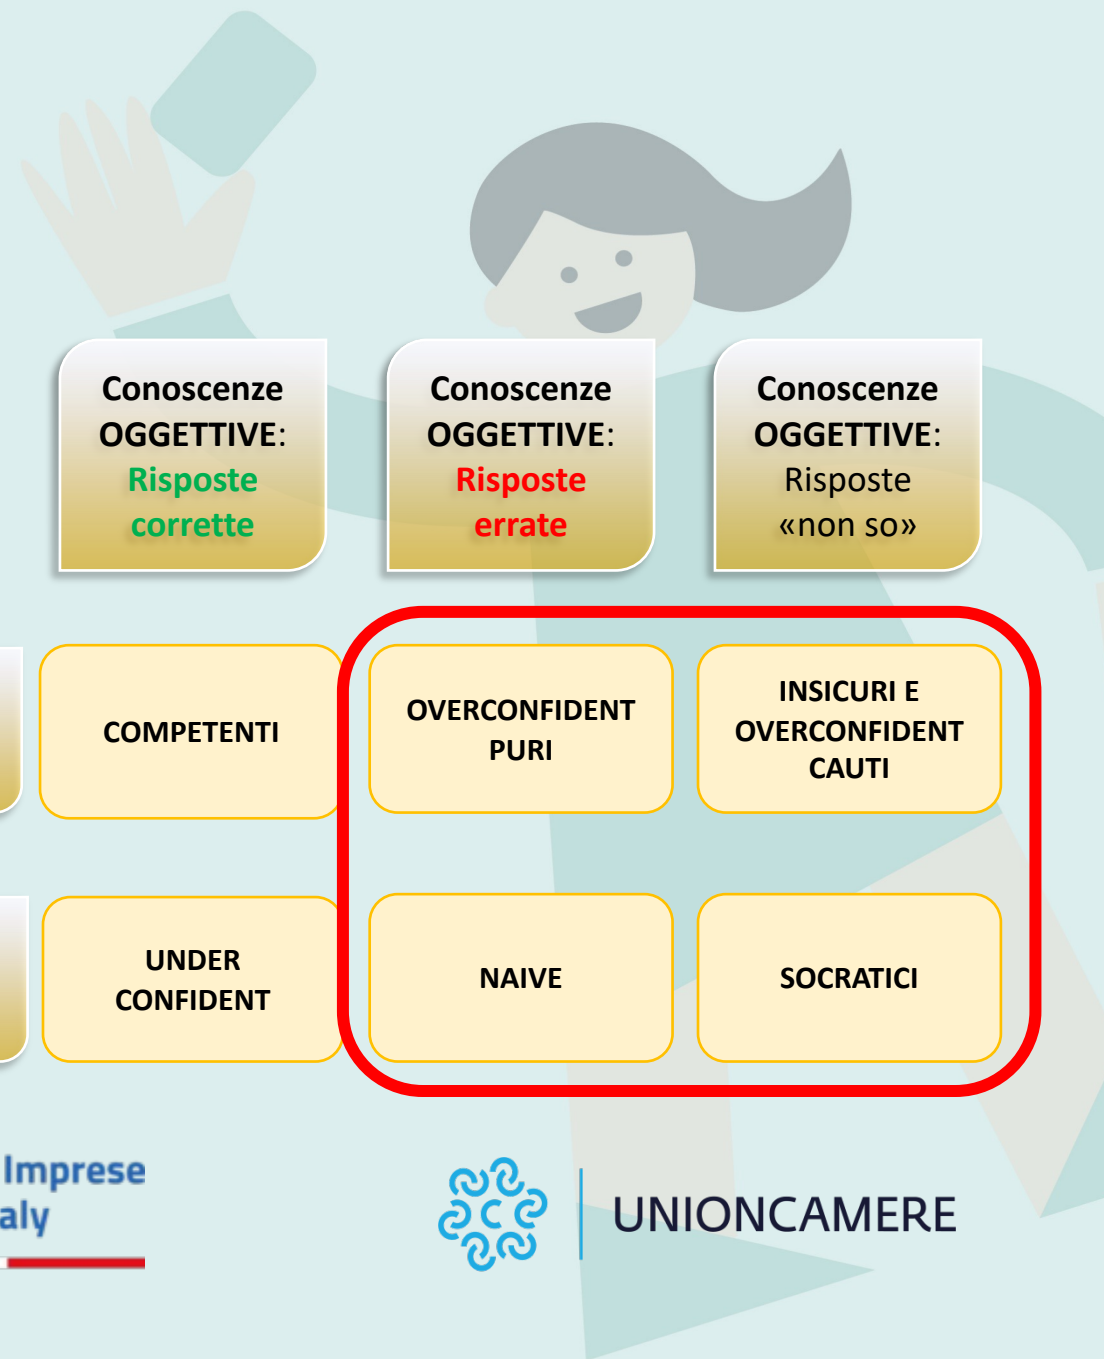 Conoscenze
OGGETTIVE:
Risposte
corrette
Conoscenze
OGGETTIVE:
Risposte
errate
Conoscenze
OGGETTIVE:
Risposte
«non so»
COMPETENTI
OVERCONFIDENT
PURI
INSICURI E
OVERCONFIDENT
CAUTI
UNDER
CONFIDENT
NAIVE
SOCRATICI
Imprese
aly
UNIONCAMERE